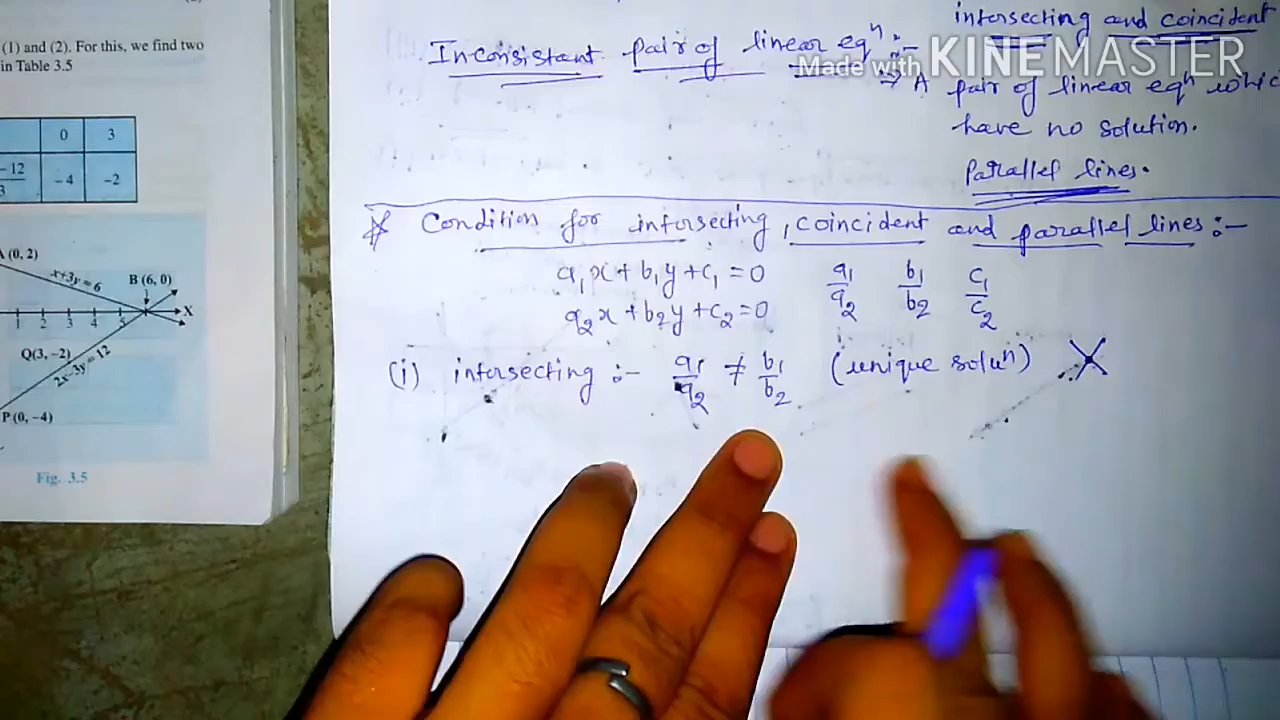 (1) and (2). For this, we find two
in Table 3.5
0 3
-12
3
-4 -2
A (0, 2)
x+3y=6
B (6, 0)
1 2 3 4 5 X
Q(3, -2)
2x-3y=12
P(0, -4)
Fig. 3.5
intersecting and coincident
Inconsistant pair of linear eqⁿ :-
Made with KINEMASTER
⇒ A pair of linear eqⁿ whic
have no solution.
Parallel lines.
* Condition for intersecting, coincident and parallel lines :-
a₁x + b₁y + c₁ = 0 a₁/a₂ b₁/b₂ c₁/c₂
a₂x + b₂y + c₂ = 0
(i) intersecting :- a₁/a₂ ≠ b₁/b₂ (unique soluⁿ)